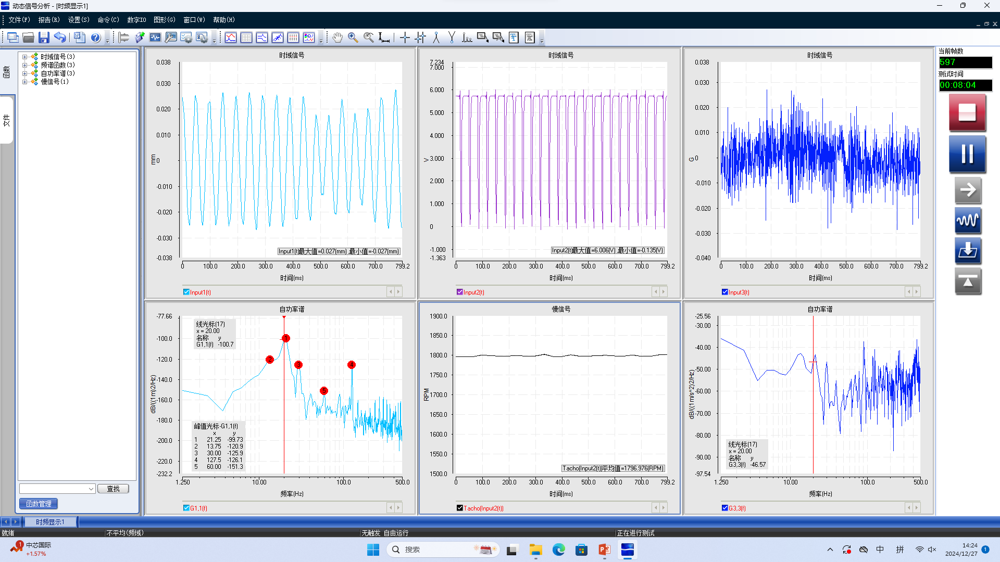 动态信号分析 - [时频显示1]
文件(F) 报告(R) 设置(S) 命令(C) 数字IO 图形(G) 窗口(W) 帮助(H)
函数
文件
时域信号(3)
频谱函数(3)
自功率谱(3)
慢信号(1)
查找
函数管理
时域信号
0.038
0.030
0.020
0.010
0
-0.010
-0.020
-0.030
-0.038
mm
Input1(t)最大值=0.027(mm) ,最小值=-0.027(mm)
0 100.0 200.0 300.0 400.0 500.0 600.0 700.0 799.2
时间(ms)
Input1(t)
时域信号
7.234
7.000
6.000
5.000
4.000
3.000
2.000
1.000
0
-1.000
-1.363
V
Input2(t)最大值=6.006(V) ,最小值=-0.135(V)
0 100.0 200.0 300.0 400.0 500.0 600.0 700.0 799.2
时间(ms)
Input2(t)
时域信号
0.038
0.030
0.020
0.010
0
-0.010
-0.020
-0.030
-0.040
G
0 100.0 200.0 300.0 400.0 500.0 600.0 700.0 799.2
时间(ms)
Input3(t)
自功率谱
-77.66
-100.0
-120.0
-140.0
-160.0
-180.0
-200.0
-220.0
-232.2
dB/((1m)2/Hz)
线光标(17)
x = 20.00
名称 y
G1,1(f) -100.7
1
2
3
4
5
峰值光标-G1,1(f)
x y
1 21.25 -99.73
2 13.75 -120.9
3 30.00 -125.9
4 127.5 -126.1
5 60.00 -151.3
1.250 10.00 100.0 500.0
频率(Hz)
G1,1(f)
慢信号
1900.0
1850.0
1800.0
1750.0
1700.0
1650.0
1600.0
1550.0
1500.0
RPM
Tacho(Input2(t))平均值=1796.976(RPM)
0 100.0 200.0 300.0 400.0 500.0 600.0 700.0 799.2
时间(ms)
Tacho(Input2(t))
自功率谱
-25.56
-30.00
-40.00
-50.00
-60.00
-70.00
-80.00
-90.00
-97.54
dB/((1m/s^2)2/Hz)
线光标(17)
x = 20.00
名称 y
G3,3(f) -46.57
1.250 10.00 100.0 500.0
频率(Hz)
G3,3(f)
当前帧数
597
测试时间
00:08:04
时频显示1
就绪 不平均(频域) 无触发 自由运行 正在进行测试
1
中芯国际
+1.57%
搜索
中 拼
14:24
2024/12/27
1